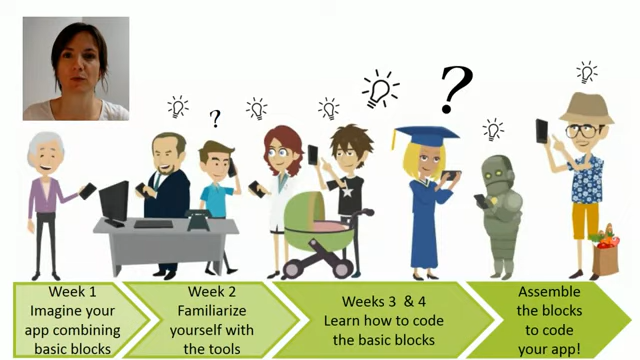 ?
?
Week 1
Imagine your
app combining
basic blocks
Week 2
Familiarize
yourself with
the tools
Weeks 3 & 4
Learn how to code
the basic blocks
Assemble
the blocks
to code
your app!